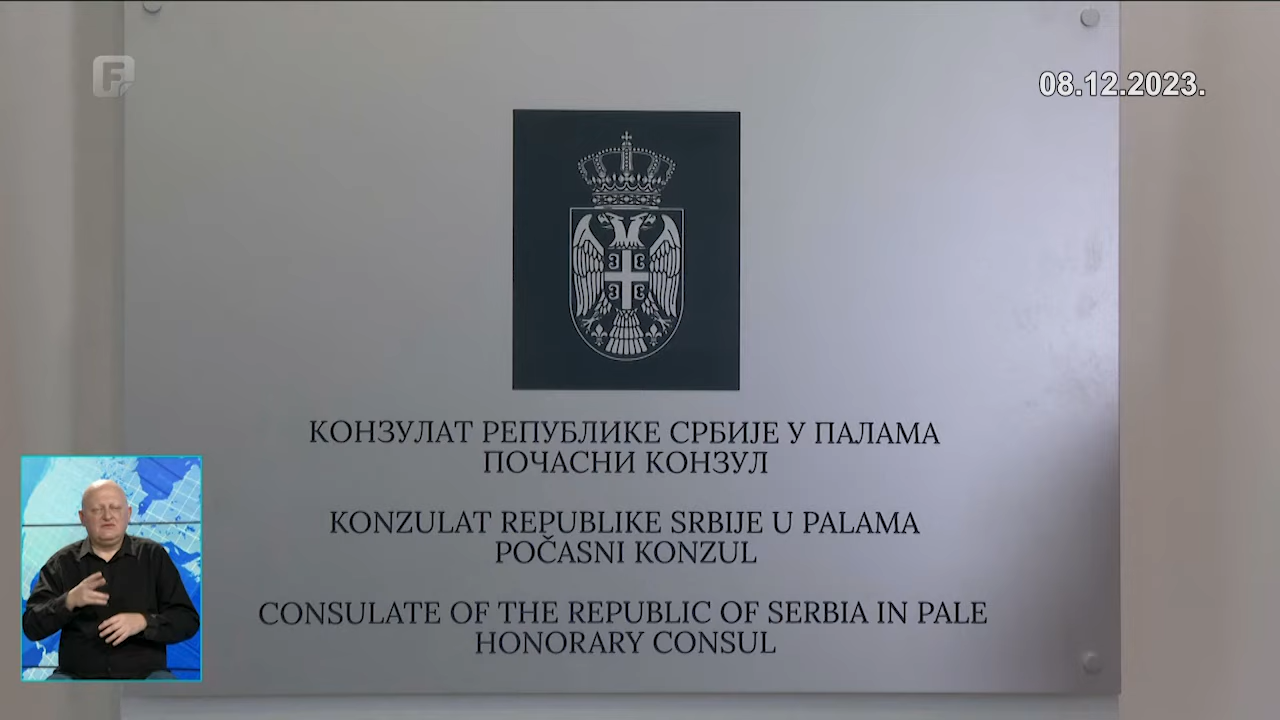 F
08.12.2023.
КОНЗУЛАТ РЕПУБЛИКЕ СРБИЈЕ У ПАЛАМА
ПОЧАСНИ КОНЗУЛ
KONZULAT REPUBLIKE SRBIJE U PALAMA
POČASNI KONZUL
CONSULATE OF THE REPUBLIC OF SERBIA IN PALE
HONORARY CONSUL